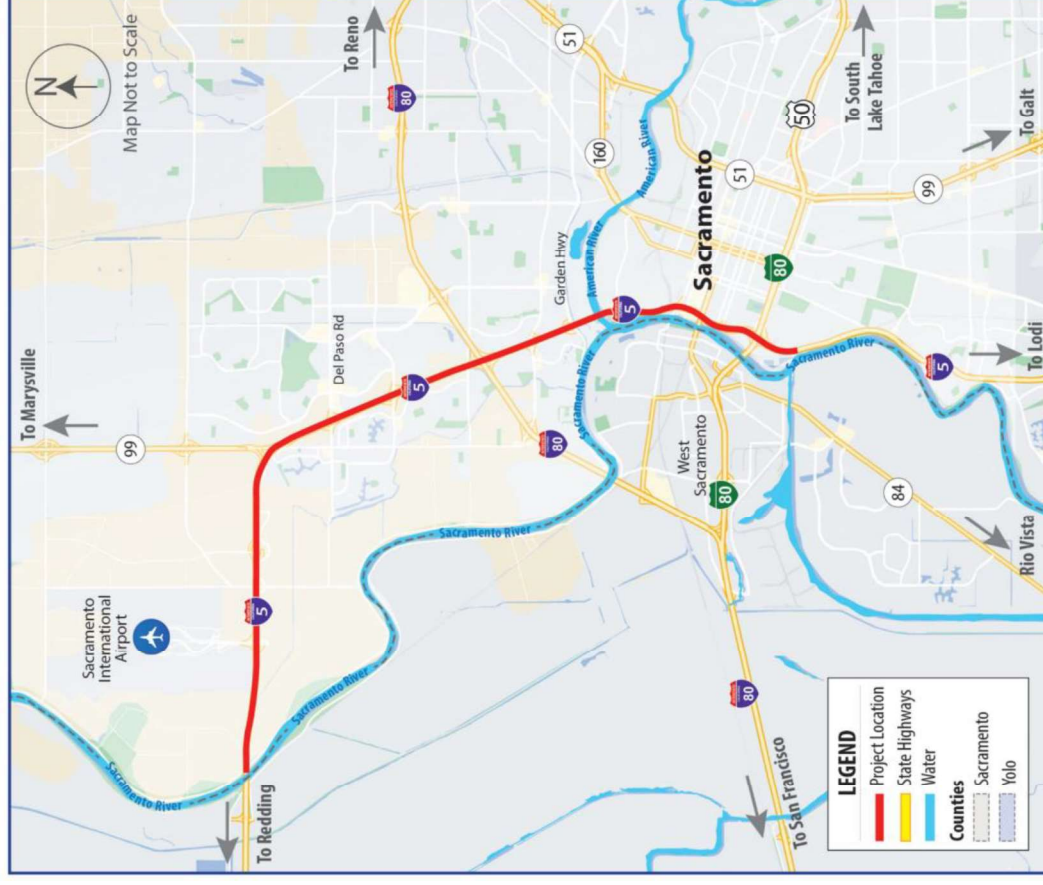 N
Map Not to Scale
To Marysville
Sacramento
International
Airport
99
Sacramento River
To Redding
5
Sacramento River
Del Paso Rd
5
To Reno
80
Sacramento River
80
Garden Hwy
Sacramento River
American River
American River
160
51
5
Sacramento
51
West
Sacramento
80
80
80
50
To South
Lake Tahoe
Sacramento River
To San Francisco
84
99
5
To Galt
To Lodi
Rio Vista
LEGEND
Project Location
State Highways
Water
Counties
Sacramento
Yolo